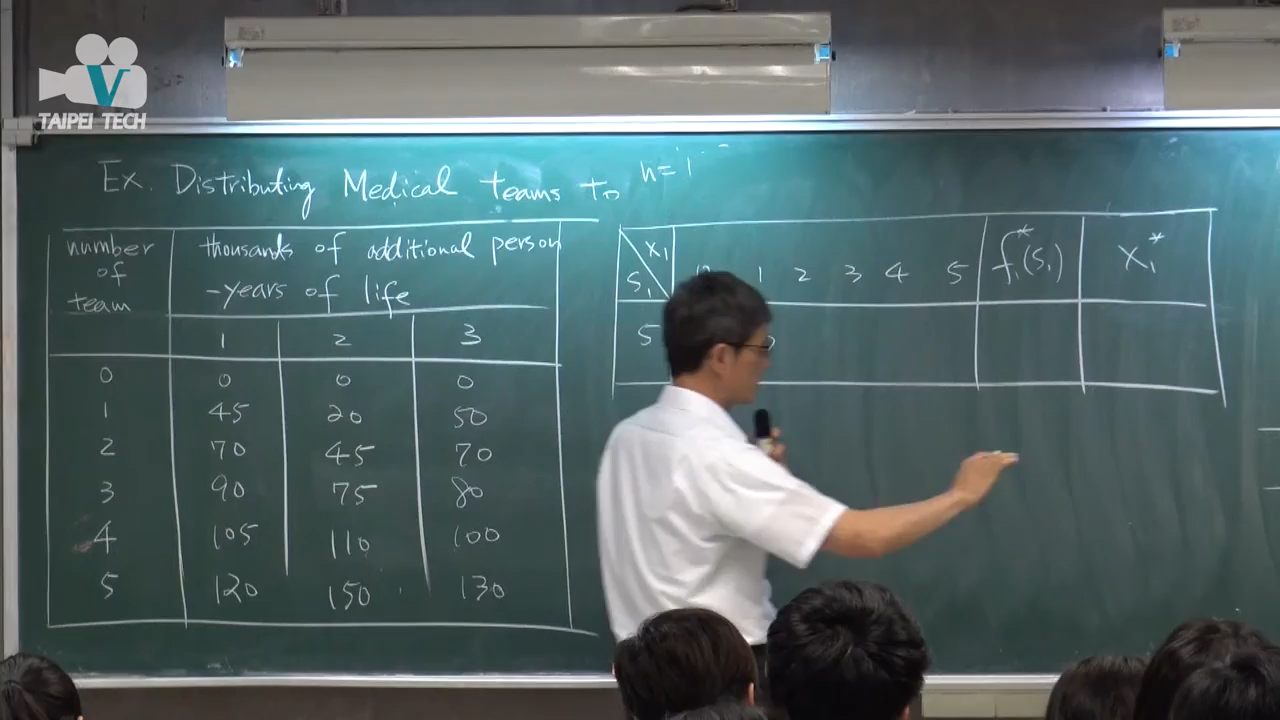 V
TAIPEI TECH
Ex. Distributing Medical teams to
number
of
team
thousands of additional person
-years of life
1 2 3
0 0 0 0
1 45 20 50
2 70 45 70
3 90 75 80
4 105 110 100
5 120 150 130
n=1
x₁
S₁
1 2 3 4 5
f₁*(S₁)
x₁*
5